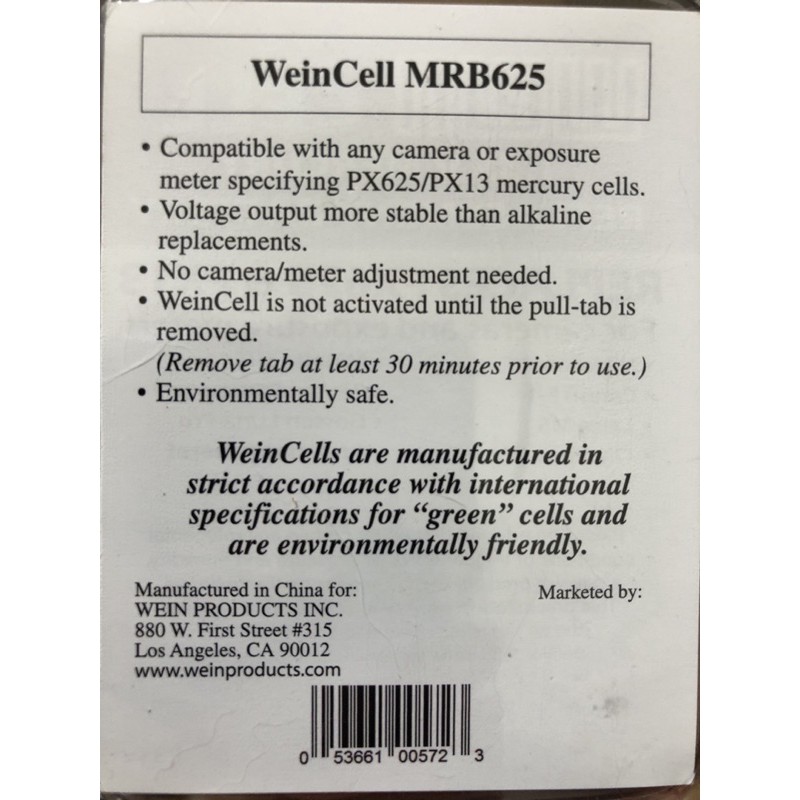 WeinCell MRB625
• Compatible with any camera or exposure
meter specifying PX625/PX13 mercury cells.
• Voltage output more stable than alkaline
replacements.
• No camera/meter adjustment needed.
• WeinCell is not activated until the pull-tab is
removed.
(Remove tab at least 30 minutes prior to use.)
• Environmentally safe.
WeinCells are manufactured in
strict accordance with international
specifications for “green” cells and
are environmentally friendly.
Manufactured in China for:
WEIN PRODUCTS INC.
880 W. First Street #315
Los Angeles, CA 90012
www.weinproducts.com
Marketed by:
0 53661 00572 3